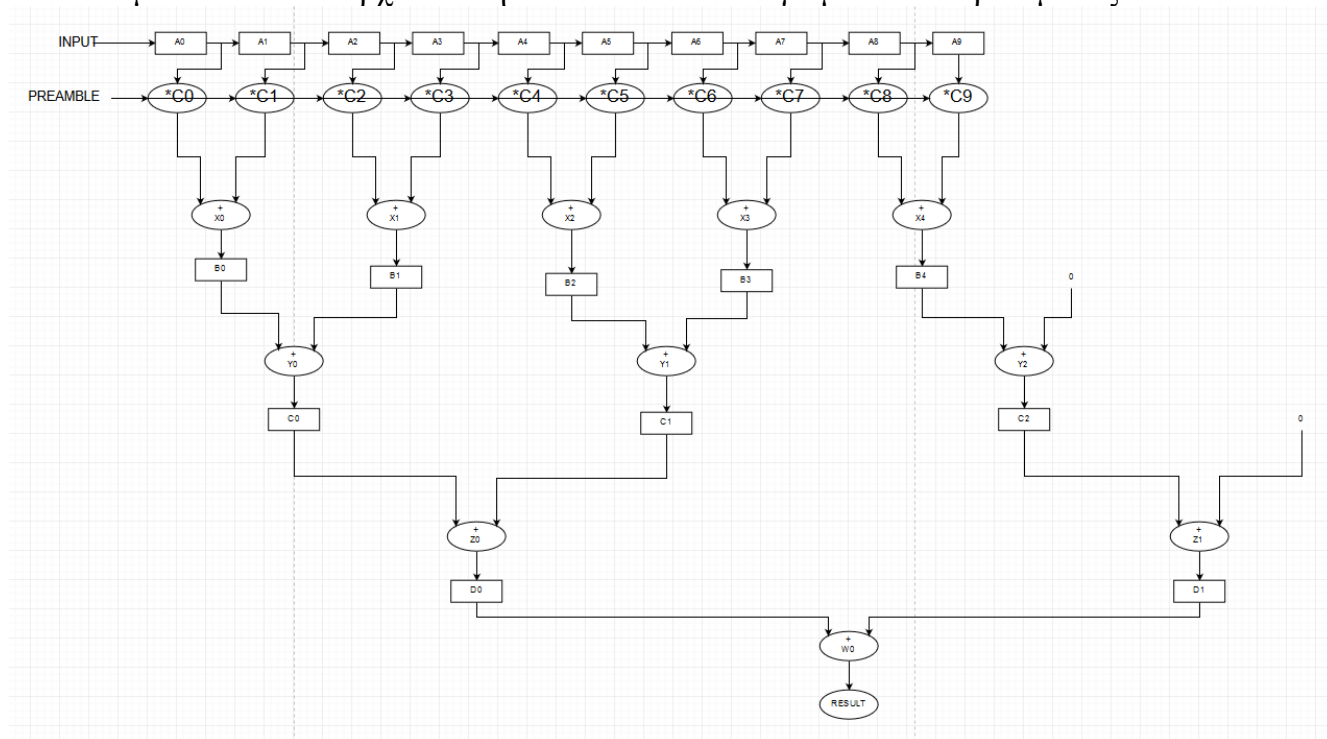 INPUT A0 A1 A2 A3 A4 A5 A6 A7 A8 A9
PREAMBLE *C0 *C1 *C2 *C3 *C4 *C5 *C6 *C7 *C8 *C9
+ + + + +
X0 X1 X2 X3 X4
B0 B1 B2 B3 B4 0
+ + +
Y0 Y1 Y2
C0 C1 C2 0
+ +
Z0 Z1
D0 D1
+
W0
RESULT